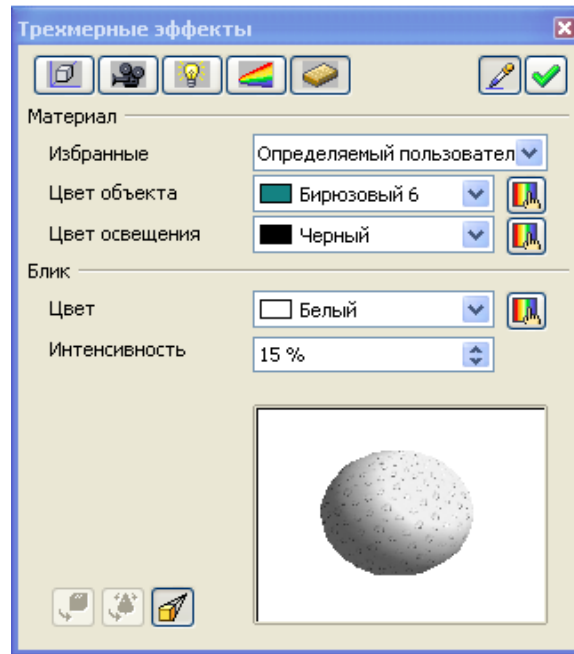 Трехмерные эффекты
Материал
Избранные Определяемый пользовател
Цвет объекта Бирюзовый 6
Цвет освещения Черный
Блик
Цвет Белый
Интенсивность 15 %